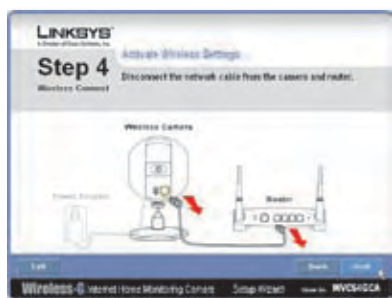 LINKSYS®
A Division of Cisco Systems, Inc.
Activate Wireless Settings
Step 4
Wireless Connect
Disconnect the network cable from the camera and router.
Wireless Camera
Power Adapter
Router
Exit
Back
Next
Wireless-G Internet Home Monitoring Camera Setup Wizard Model No. WVC54GCA